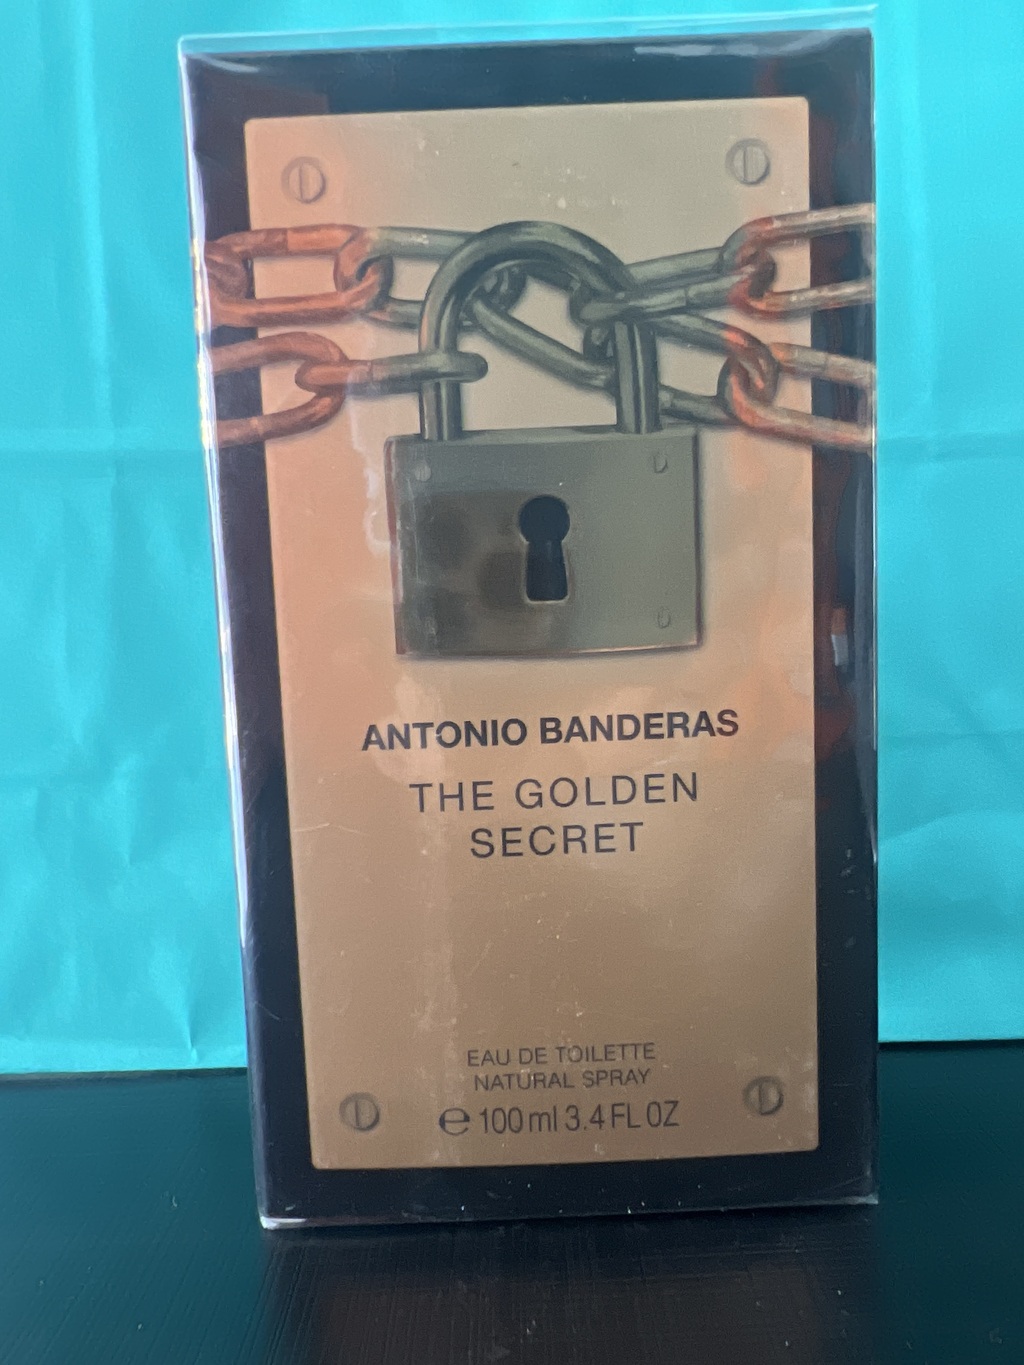 ANTONIO BANDERAS
THE GOLDEN
SECRET
EAU DE TOILETTE
NATURAL SPRAY
℮ 100 ml 3.4 FL OZ